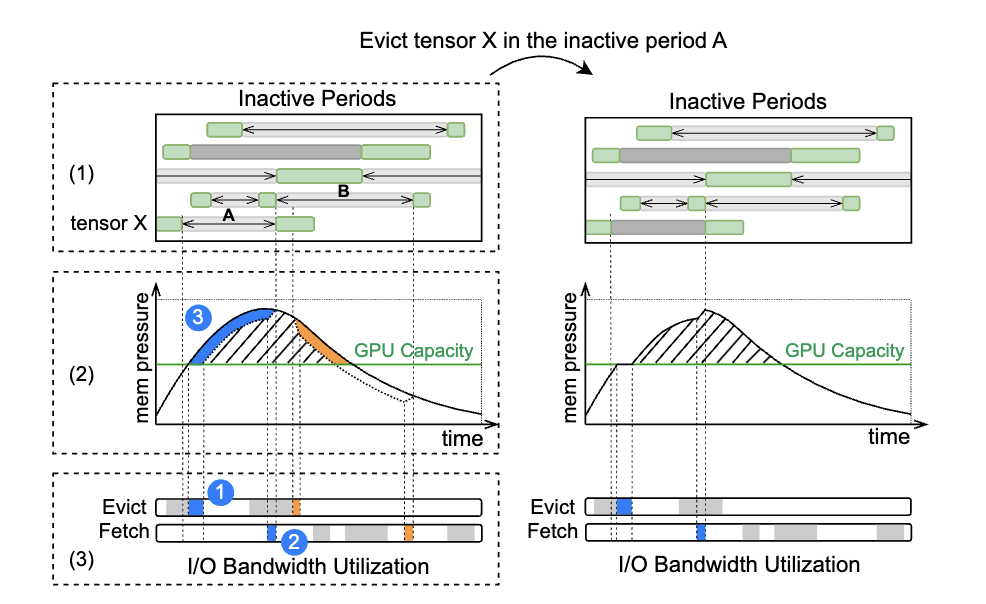 Evict tensor X in the inactive period A
Inactive Periods
(1)
B
A
tensor X
3
GPU Capacity
mem pressure
(2)
time
1
Evict
Fetch
2
(3)
I/O Bandwidth Utilization
Inactive Periods
GPU Capacity
mem pressure
time
Evict
Fetch
I/O Bandwidth Utilization